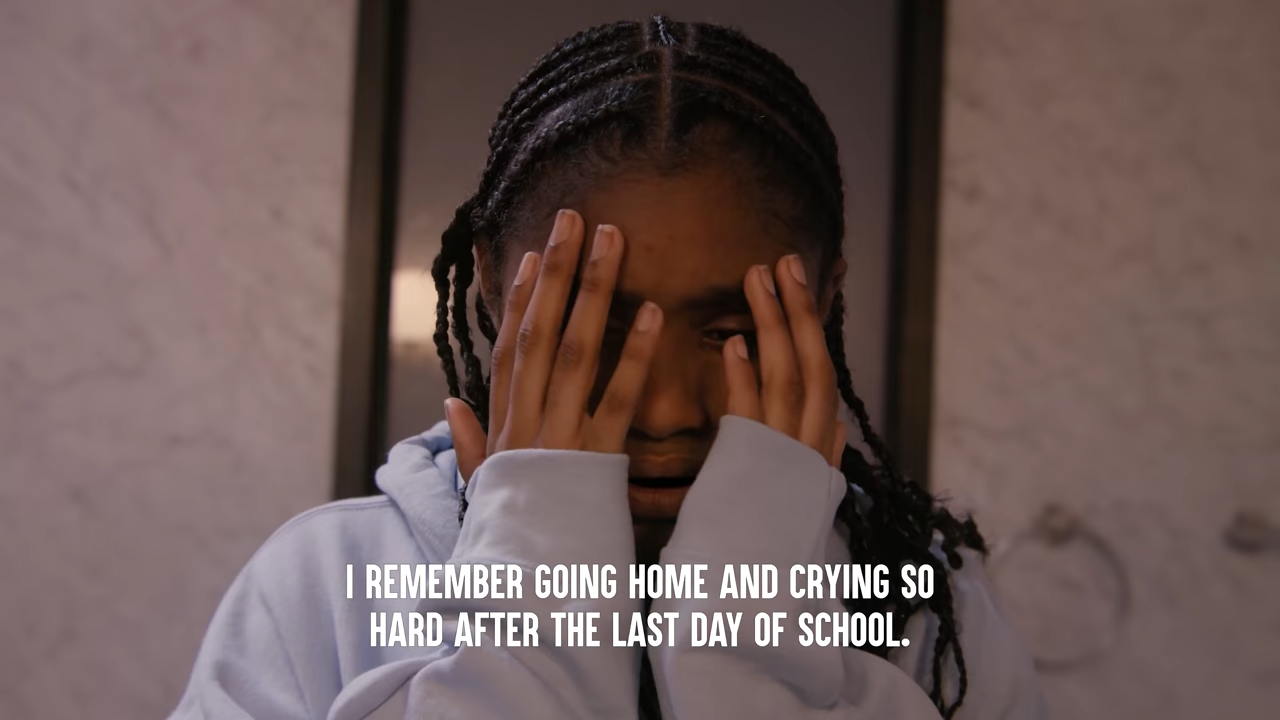 I REMEMBER GOING HOME AND CRYING SO
HARD AFTER THE LAST DAY OF SCHOOL.